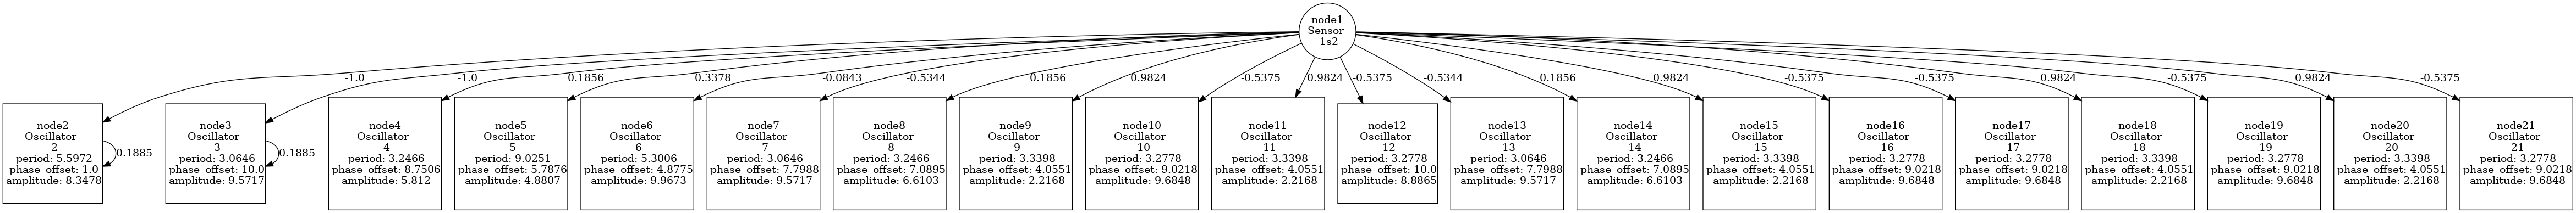 node1
Sensor
1s2
-1.0
-1.0
0.1856
0.3378
-0.0843
-0.5344
0.1856
0.9824
-0.5375
0.9824
-0.5375
-0.5344
0.1856
0.9824
-0.5375
-0.5375
0.9824
-0.5375
0.9824
-0.5375
node2
Oscillator
2
period: 5.5972
phase_offset: 1.0
amplitude: 8.3478
0.1885
node3
Oscillator
3
period: 3.0646
phase_offset: 10.0
amplitude: 9.5717
0.1885
node4
Oscillator
4
period: 3.2466
phase_offset: 8.7506
amplitude: 5.812
node5
Oscillator
5
period: 9.0251
phase_offset: 5.7876
amplitude: 4.8807
node6
Oscillator
6
period: 5.3006
phase_offset: 4.8775
amplitude: 9.9673
node7
Oscillator
7
period: 3.0646
phase_offset: 7.7988
amplitude: 9.5717
node8
Oscillator
8
period: 3.2466
phase_offset: 7.0895
amplitude: 6.6103
node9
Oscillator
9
period: 3.3398
phase_offset: 4.0551
amplitude: 2.2168
node10
Oscillator
10
period: 3.2778
phase_offset: 9.0218
amplitude: 9.6848
node11
Oscillator
11
period: 3.3398
phase_offset: 4.0551
amplitude: 2.2168
node12
Oscillator
12
period: 3.2778
phase_offset: 10.0
amplitude: 8.8865
node13
Oscillator
13
period: 3.0646
phase_offset: 7.7988
amplitude: 9.5717
node14
Oscillator
14
period: 3.2466
phase_offset: 7.0895
amplitude: 6.6103
node15
Oscillator
15
period: 3.3398
phase_offset: 4.0551
amplitude: 2.2168
node16
Oscillator
16
period: 3.2778
phase_offset: 9.0218
amplitude: 9.6848
node17
Oscillator
17
period: 3.2778
phase_offset: 9.0218
amplitude: 9.6848
node18
Oscillator
18
period: 3.3398
phase_offset: 4.0551
amplitude: 2.2168
node19
Oscillator
19
period: 3.2778
phase_offset: 9.0218
amplitude: 9.6848
node20
Oscillator
20
period: 3.3398
phase_offset: 4.0551
amplitude: 2.2168
node21
Oscillator
21
period: 3.2778
phase_offset: 9.0218
amplitude: 9.6848